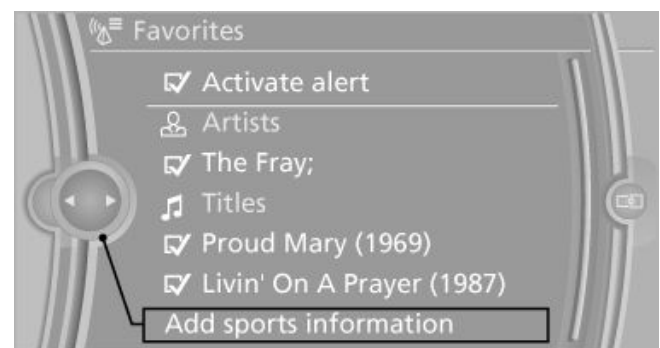 Favorites
Activate alert
Artists
The Fray;
Titles
Proud Mary (1969)
Livin' On A Prayer (1987)
Add sports information